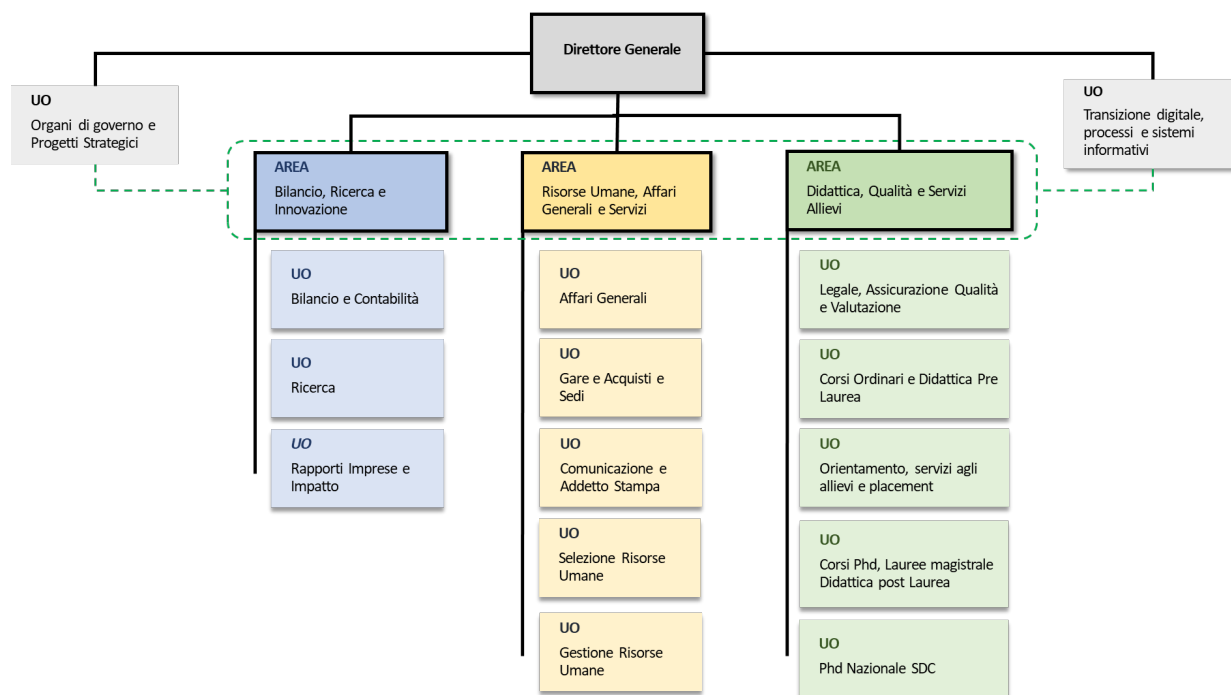 Direttore Generale
UO
Organi di governo e
Progetti Strategici
UO
Transizione digitale,
processi e sistemi
informativi
AREA
Bilancio, Ricerca e
Innovazione
UO
Bilancio e Contabilità
UO
Ricerca
UO
Rapporti Imprese e
Impatto
AREA
Risorse Umane, Affari
Generali e Servizi
UO
Affari Generali
UO
Gare e Acquisti e
Sedi
UO
Comunicazione e
Addetto Stampa
UO
Selezione Risorse
Umane
UO
Gestione Risorse
Umane
AREA
Didattica, Qualità e Servizi
Allievi
UO
Legale, Assicurazione Qualità
e Valutazione
UO
Corsi Ordinari e Didattica Pre
Laurea
UO
Orientamento, servizi agli
allievi e placement
UO
Corsi Phd, Lauree magistrale
Didattica post Laurea
UO
Phd Nazionale SDC